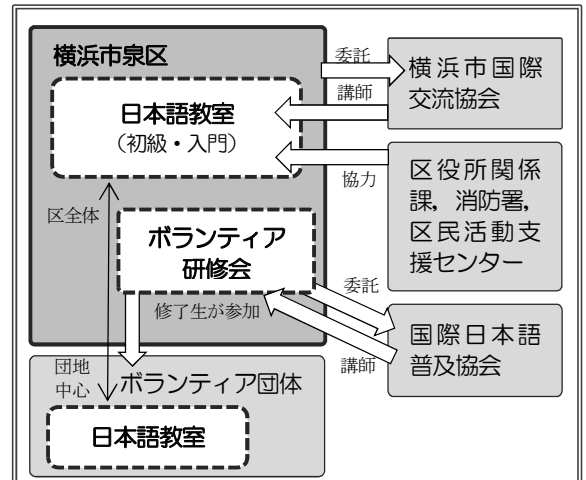 横浜市泉区
日本語教室
（初級・入門）
委託
講師
横浜市国際
交流協会
協力
区役所関係
課，消防署，
区民活動支
援センター
区全体
ボランティア
研修会
修了生が参加
委託
講師
国際日本語
普及協会
団地
中心
ボランティア団体
日本語教室